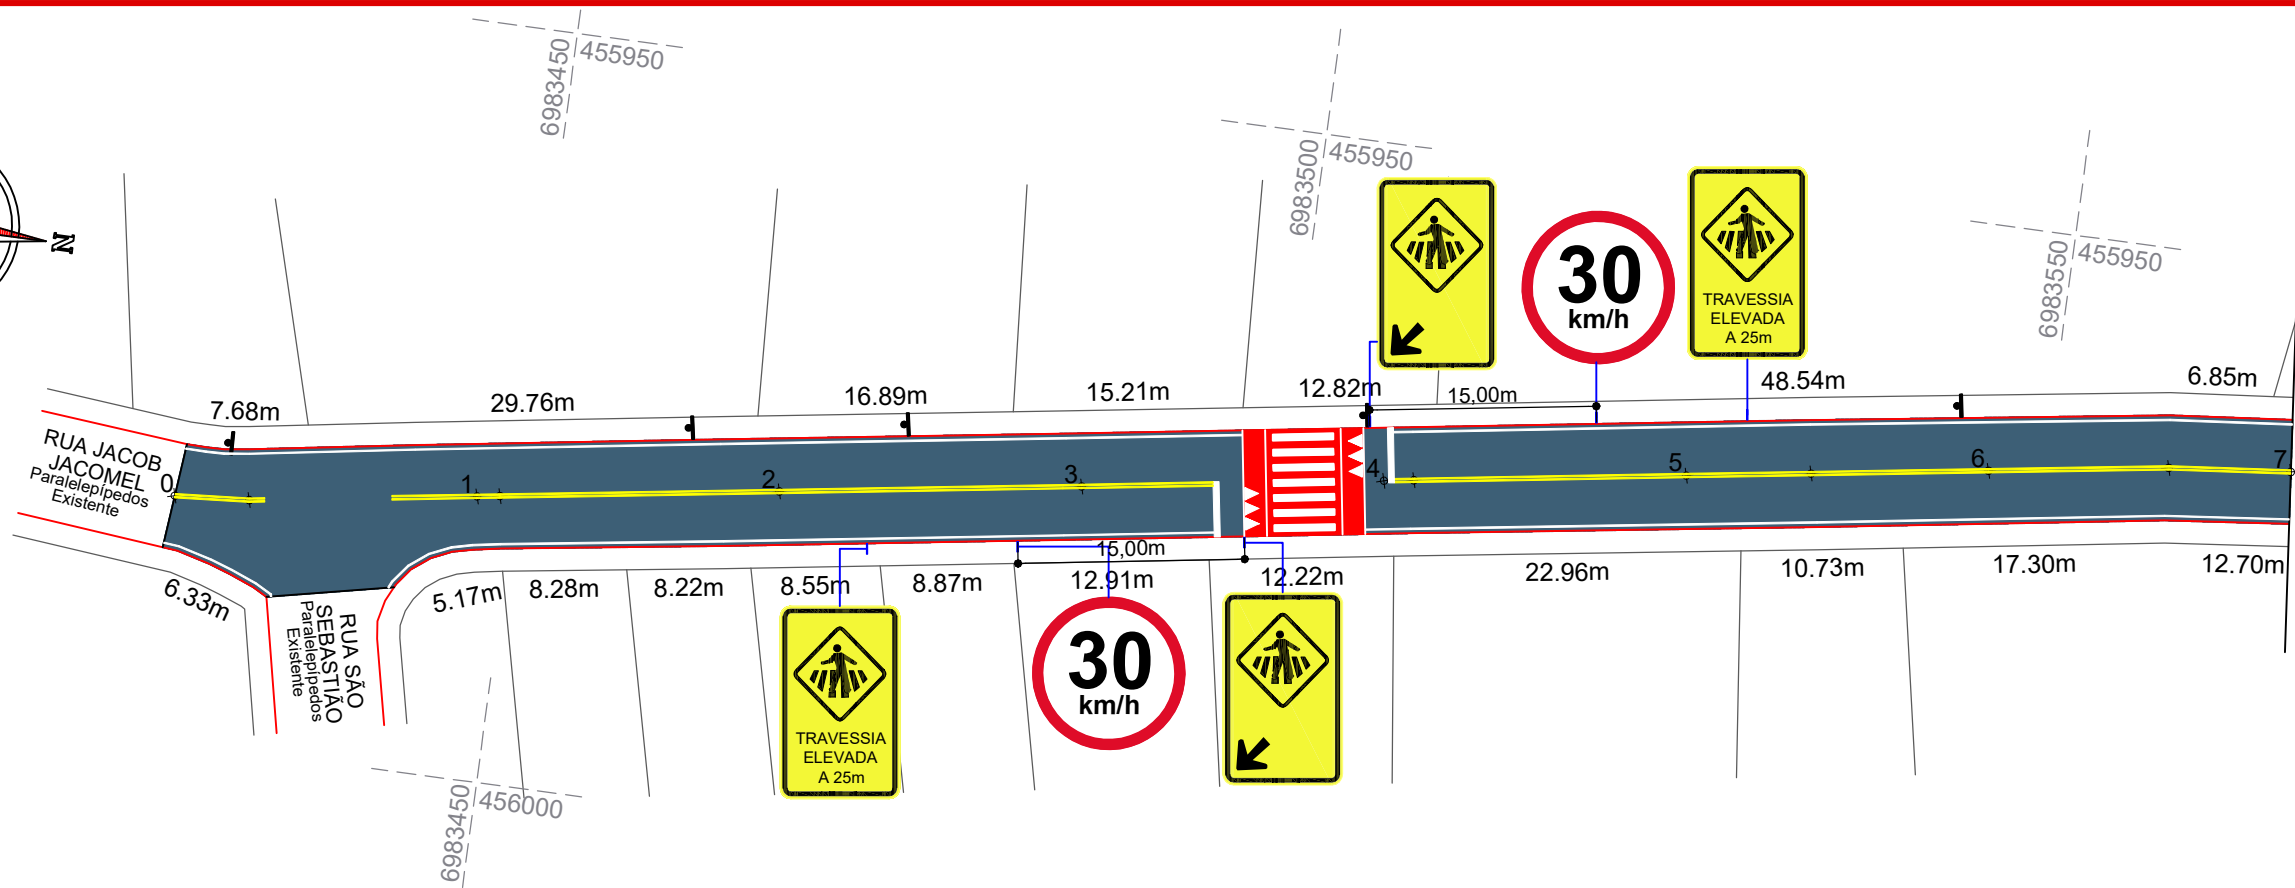 6983450
455950
6983500
455950
6983550
455950
N
TRAVESSIA
ELEVADA
A 25m
30
km/h
7.68m
29.76m
16.89m
15.21m
12.82m
15,00m
48.54m
6.85m
RUA JACOB
JACOMEL
Paralelepípedos
Existente
0
1
2
3
4
5
6
7
6.33m
RUA SÃO
SEBASTIÃO
Paralelepípedos
Existente
5.17m
8.28m
8.22m
8.55m
8.87m
15,00m
12.91m
12.22m
22.96m
10.73m
17.30m
12.70m
TRAVESSIA
ELEVADA
A 25m
30
km/h
6983450
456000